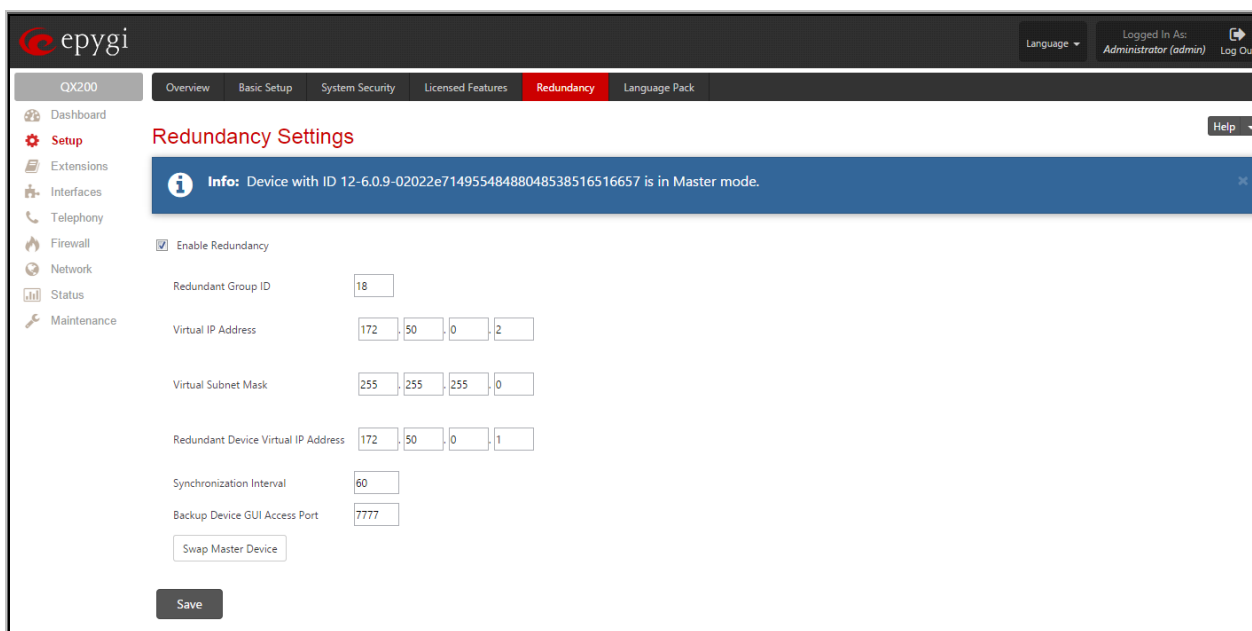 epygi
Language
Logged In As:
Administrator (admin)
Log Ou
QX200
Overview
Basic Setup
System Security
Licensed Features
Redundancy
Language Pack
Dashboard
Setup
Extensions
Interfaces
Telephony
Firewall
Network
Status
Maintenance
Redundancy Settings
Help
Info: Device with ID 12-6.0.9-02022e71495548488048538516516657 is in Master mode.
Enable Redundancy
Redundant Group ID 18
Virtual IP Address 172 . 50 . 0 . 2
Virtual Subnet Mask 255 . 255 . 255 . 0
Redundant Device Virtual IP Address 172 . 50 . 0 . 1
Synchronization Interval 60
Backup Device GUI Access Port 7777
Swap Master Device
Save